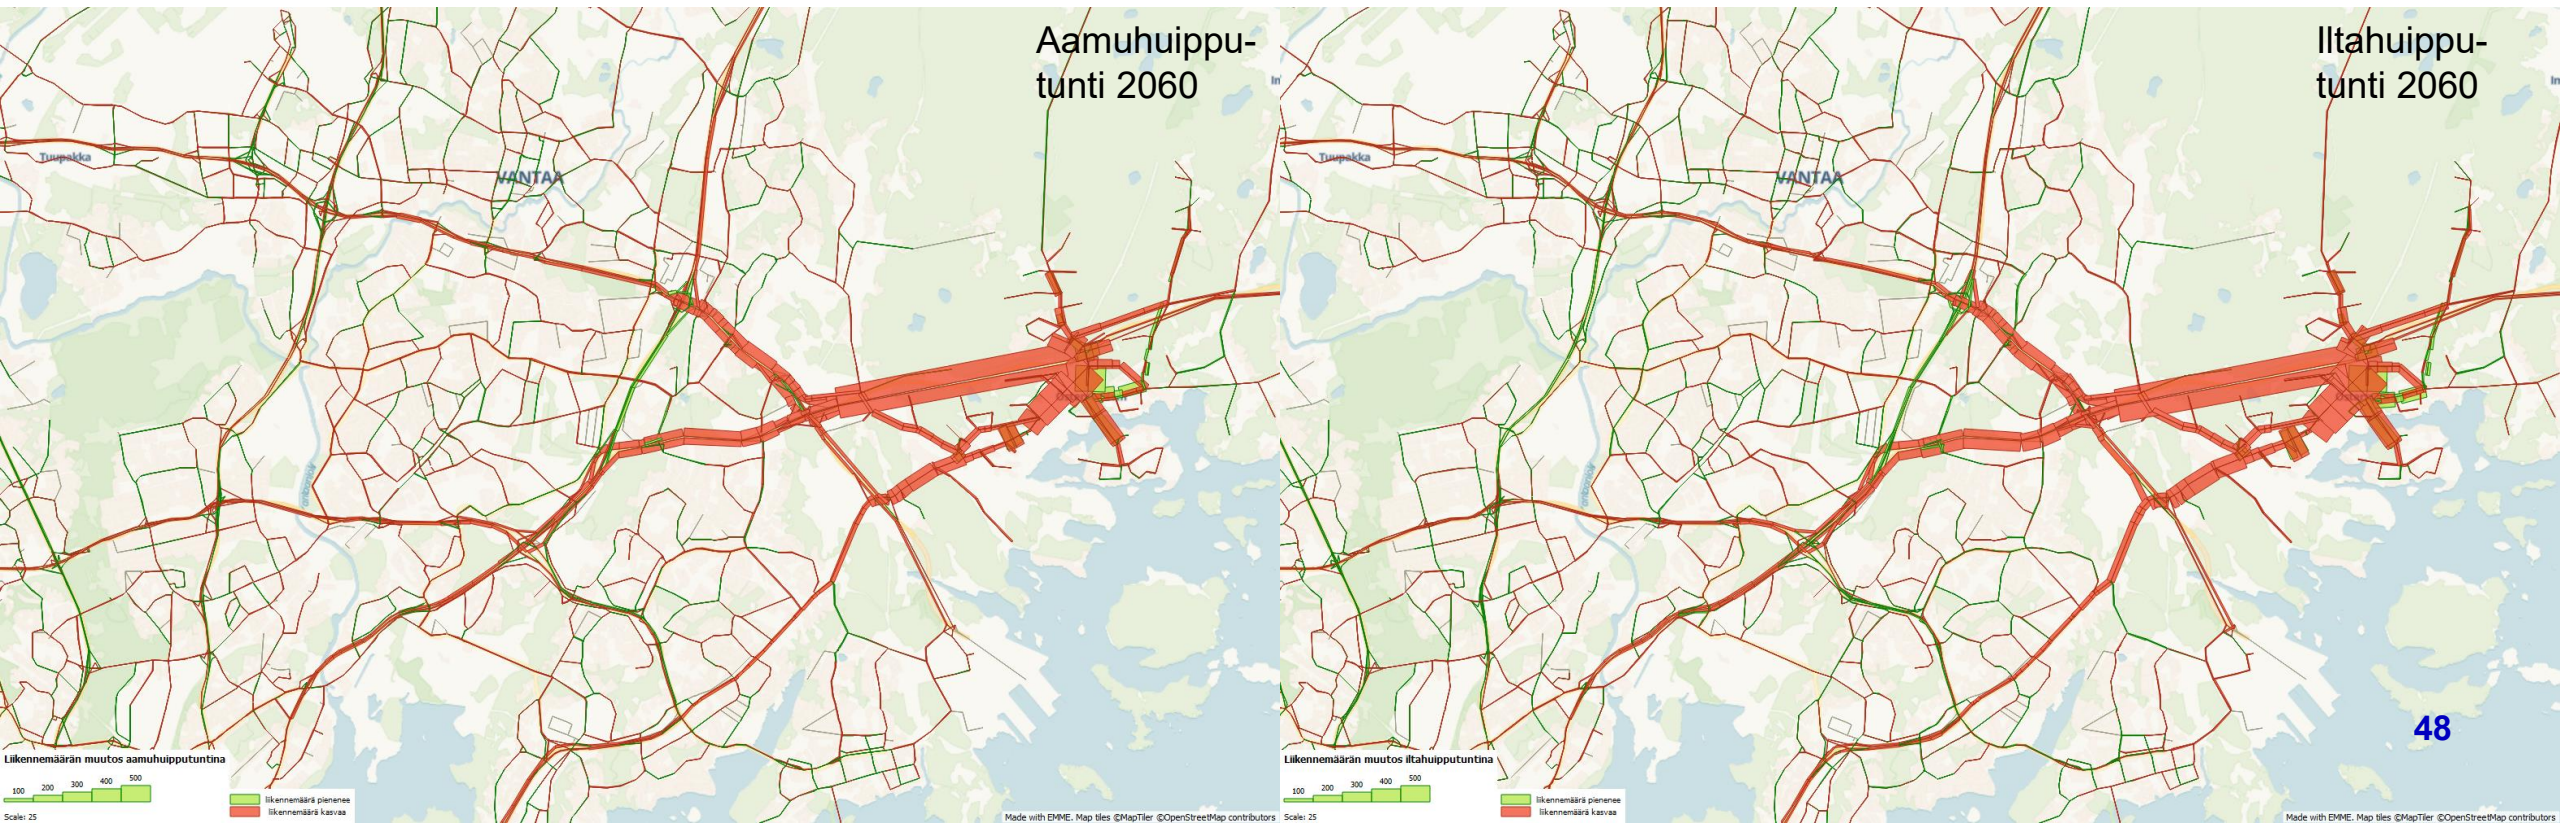 Aamuhuippu-
tunti 2060
Tuupakka
VANTAA
Liikennemäärän muutos aamuhuipputuntina
100 200 300 400 500
liikennemäärä pienenee
liikennemäärä kasvaa
Scale: 25
Made with EMME. Map tiles ©MapTiler ©OpenStreetMap contributors
Iltahuippu-
tunti 2060
Tuupakka
VANTAA
48
Liikennemäärän muutos iltahuipputuntina
100 200 300 400 500
liikennemäärä pienenee
liikennemäärä kasvaa
Scale: 25
Made with EMME. Map tiles ©MapTiler ©OpenStreetMap contributors